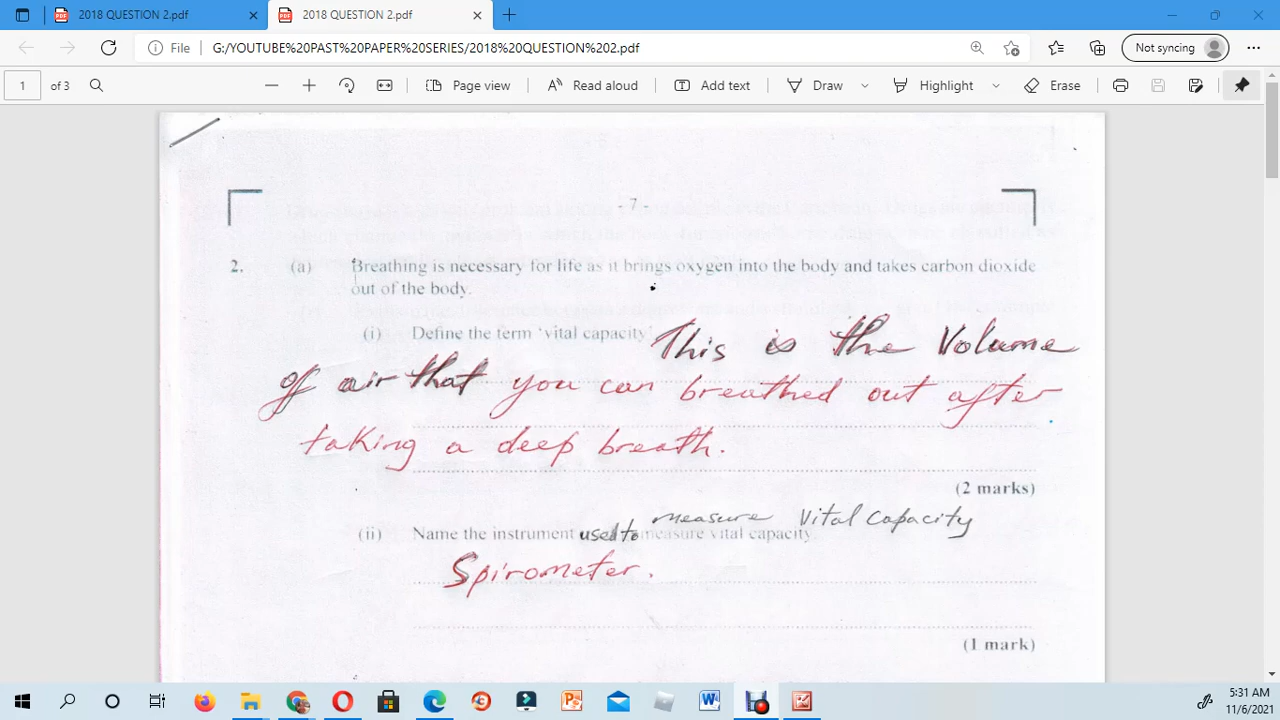 2018 QUESTION 2.pdf
2018 QUESTION 2.pdf
File G:/YOUTUBE%20PAST%20PAPER%20SERIES/2018%20QUESTION%202.pdf
Not syncing
1 of 3
Page view
Read aloud
Add text
Draw
Highlight
Erase
- 7 -
2. (a) Breathing is necessary for life as it brings oxygen into the body and takes carbon dioxide
out of the body.
(i) Define the term 'vital capacity' This is the Volume
of air that you can breathed out after
taking a deep breath.
(2 marks)
measure Vital Capacity
(ii) Name the instrument used to measure vital capacity.
Spirometer.
(1 mark)
5:31 AM
11/6/2021